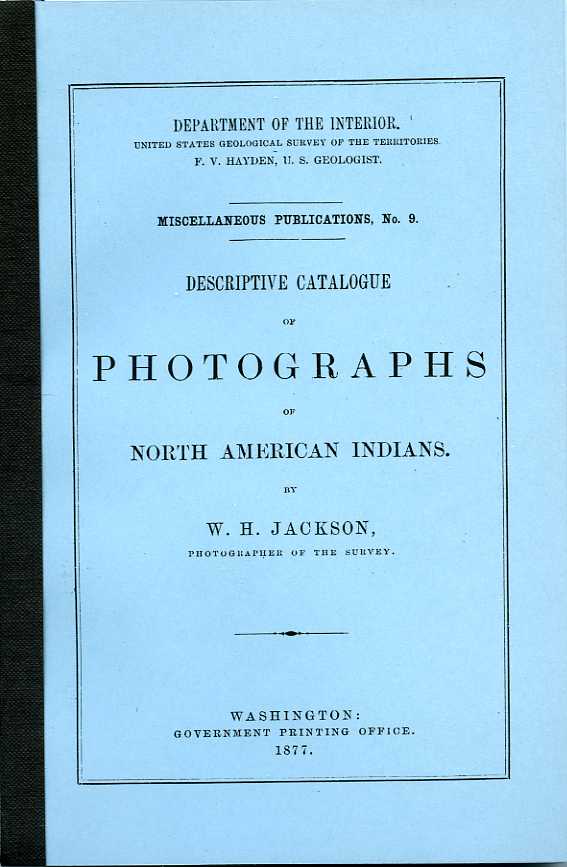 DEPARTMENT OF THE INTERIOR.
UNITED STATES GEOLOGICAL SURVEY OF THE TERRITORIES.
F. V. HAYDEN, U. S. GEOLOGIST.
MISCELLANEOUS PUBLICATIONS, No. 9.
DESCRIPTIVE CATALOGUE
OF
PHOTOGRAPHS
OF
NORTH AMERICAN INDIANS.
BY
W. H. JACKSON,
PHOTOGRAPHER OF THE SURVEY.
WASHINGTON:
GOVERNMENT PRINTING OFFICE.
1877.